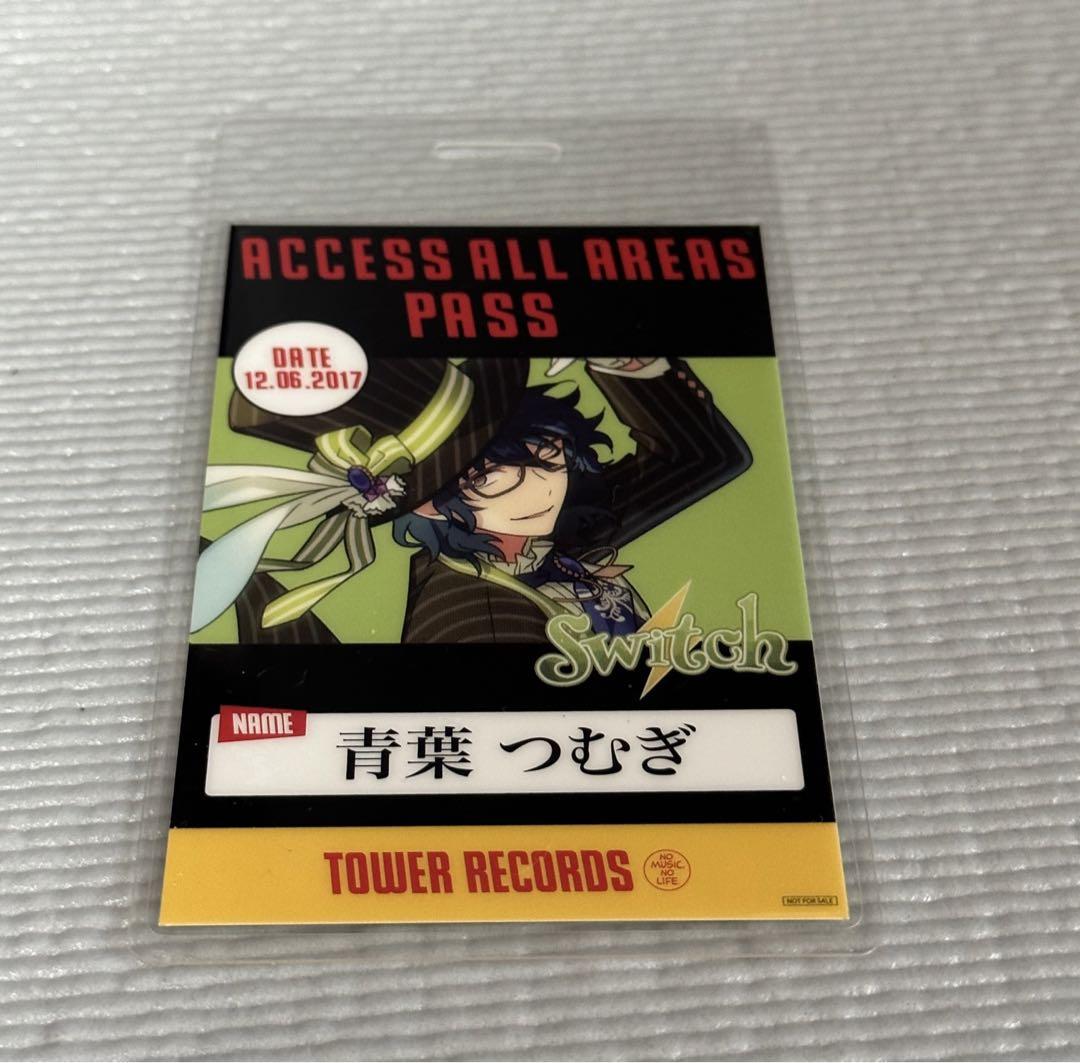 ACCESS ALL AREAS
PASS
DATE
12.06.2017
Switch
NAME
青葉 つむぎ
TOWER RECORDS
NO
MUSIC.
NO
LIFE
NOT FOR SALE